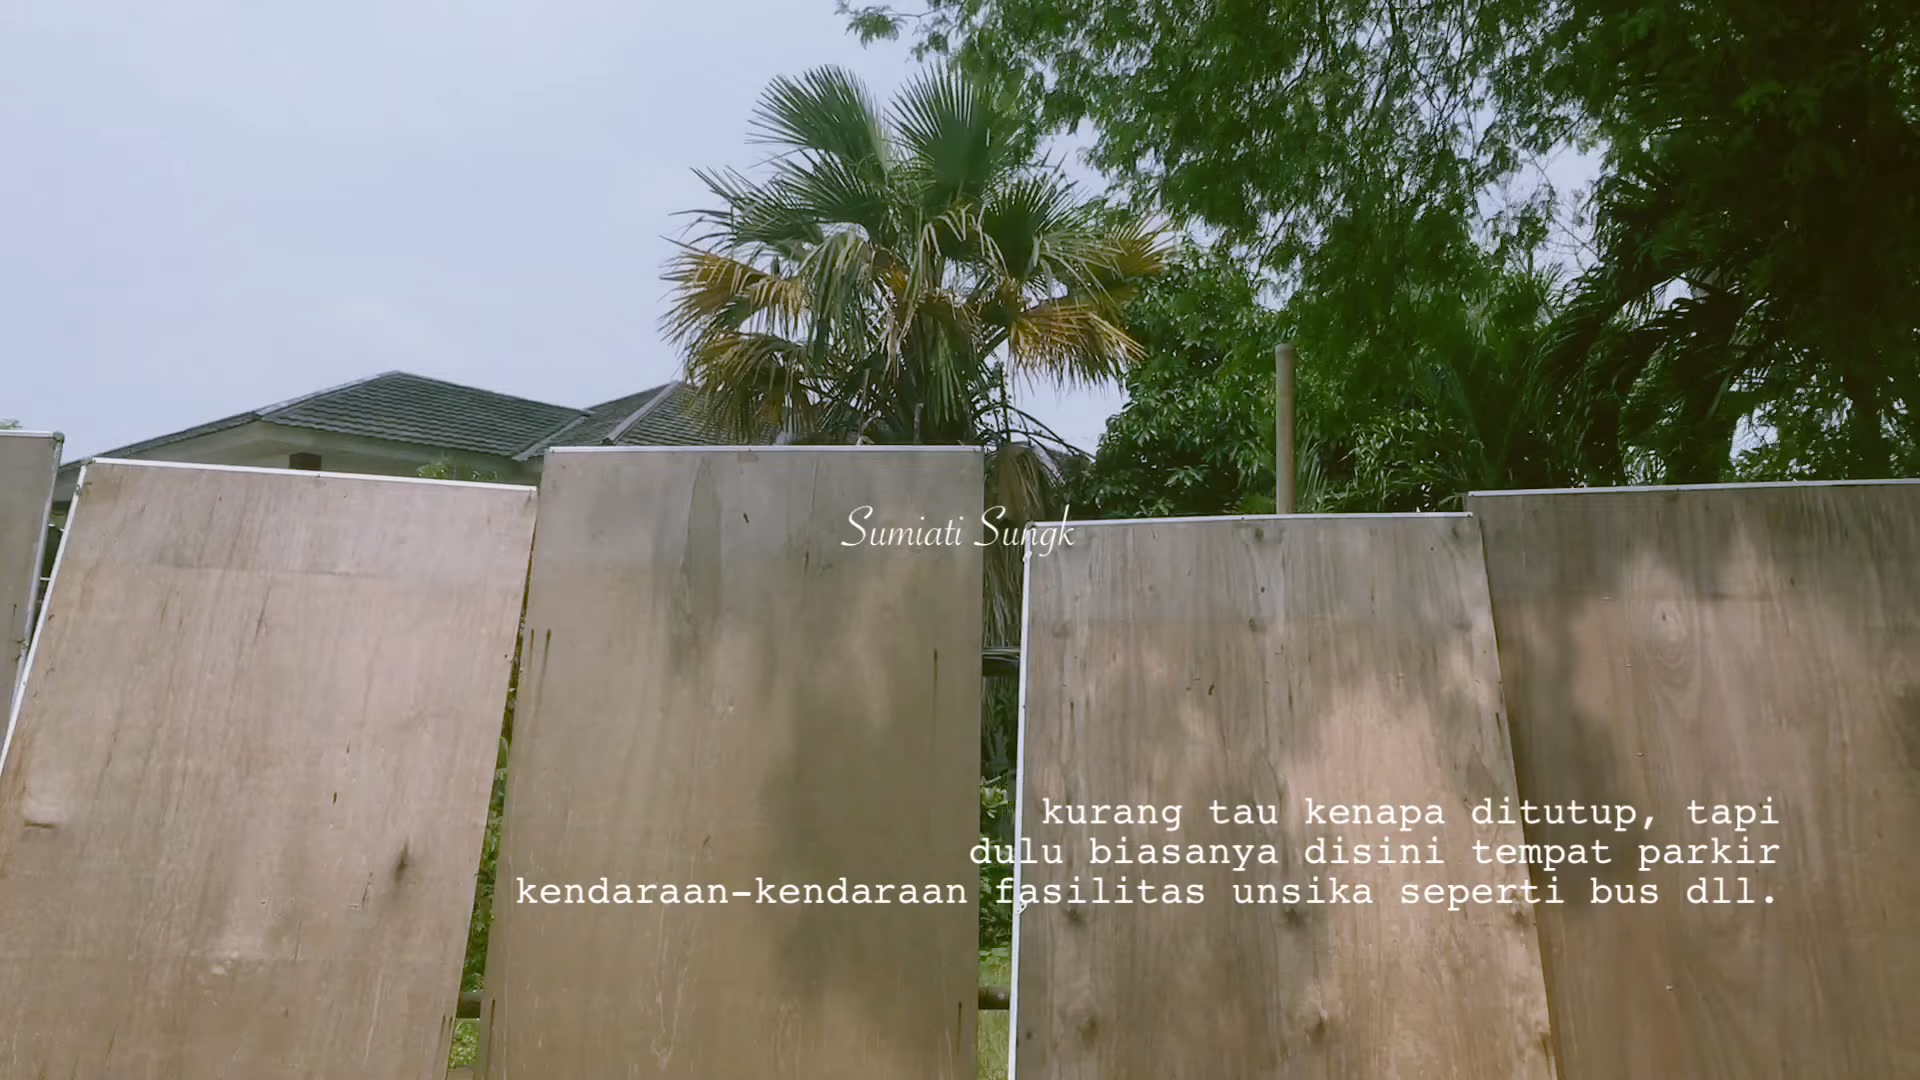 Sumiati Sungk
kurang tau kenapa ditutup, tapi
dulu biasanya disini tempat parkir
kendaraan-kendaraan fasilitas unsika seperti bus dll.